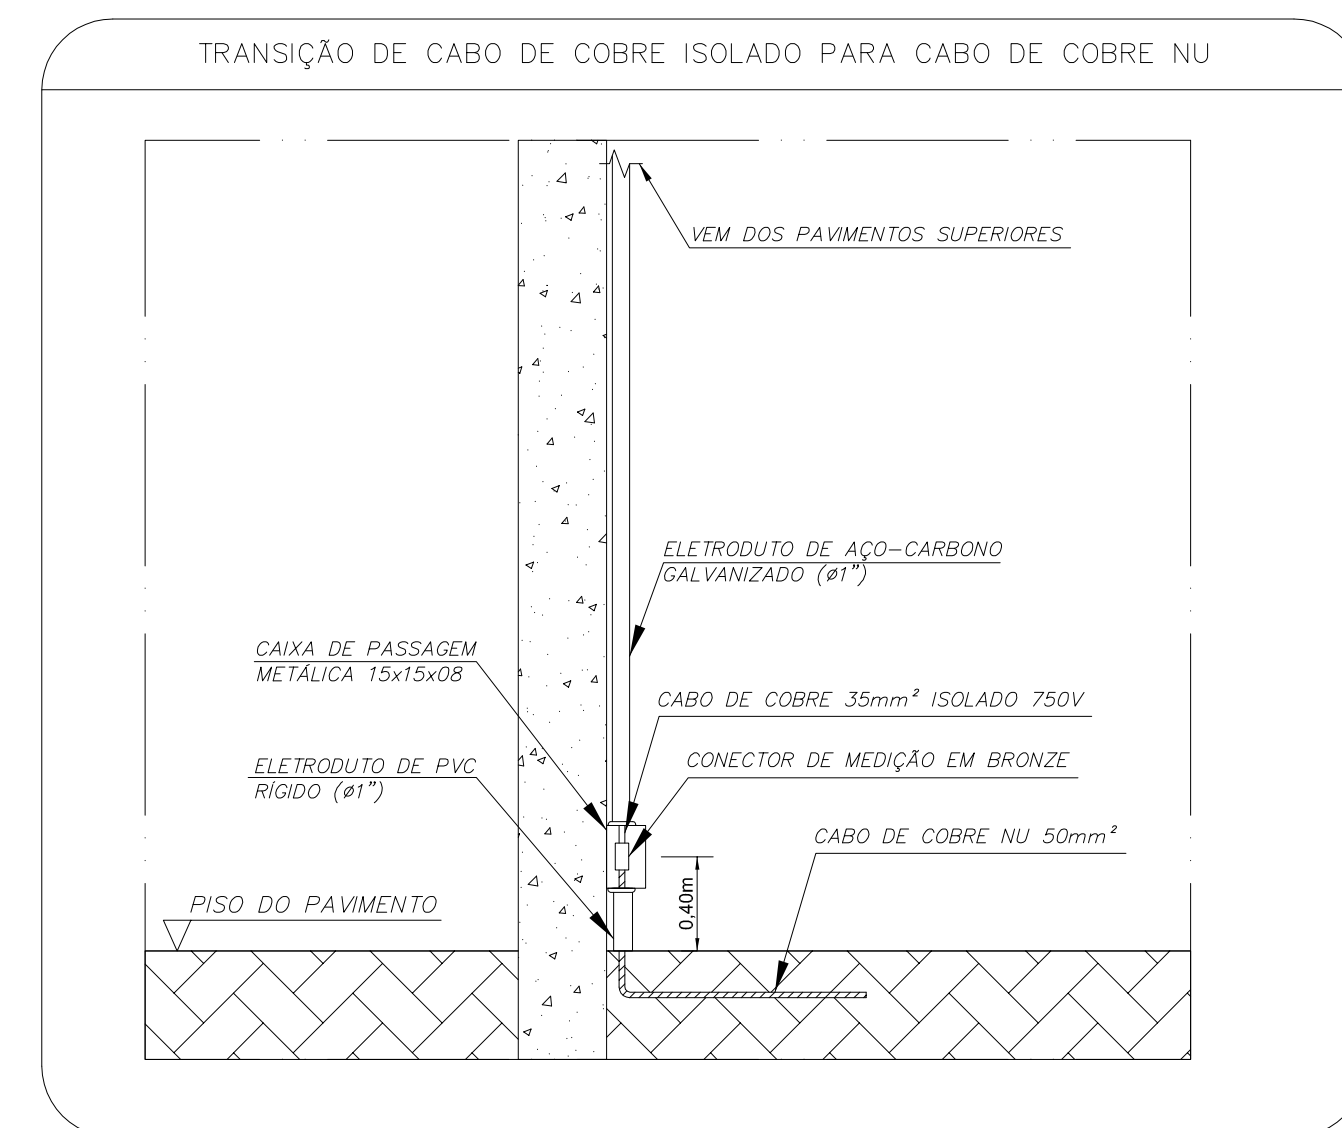 TRANSIÇÃO DE CABO DE COBRE ISOLADO PARA CABO DE COBRE NU
VEM DOS PAVIMENTOS SUPERIORES
ELETRODUTO DE AÇO-CARBONO
GALVANIZADO (ø1")
CAIXA DE PASSAGEM
METÁLICA 15x15x08
CABO DE COBRE 35mm² ISOLADO 750V
ELETRODUTO DE PVC
RÍGIDO (ø1")
CONECTOR DE MEDIÇÃO EM BRONZE
CABO DE COBRE NU 50mm²
0,40m
PISO DO PAVIMENTO